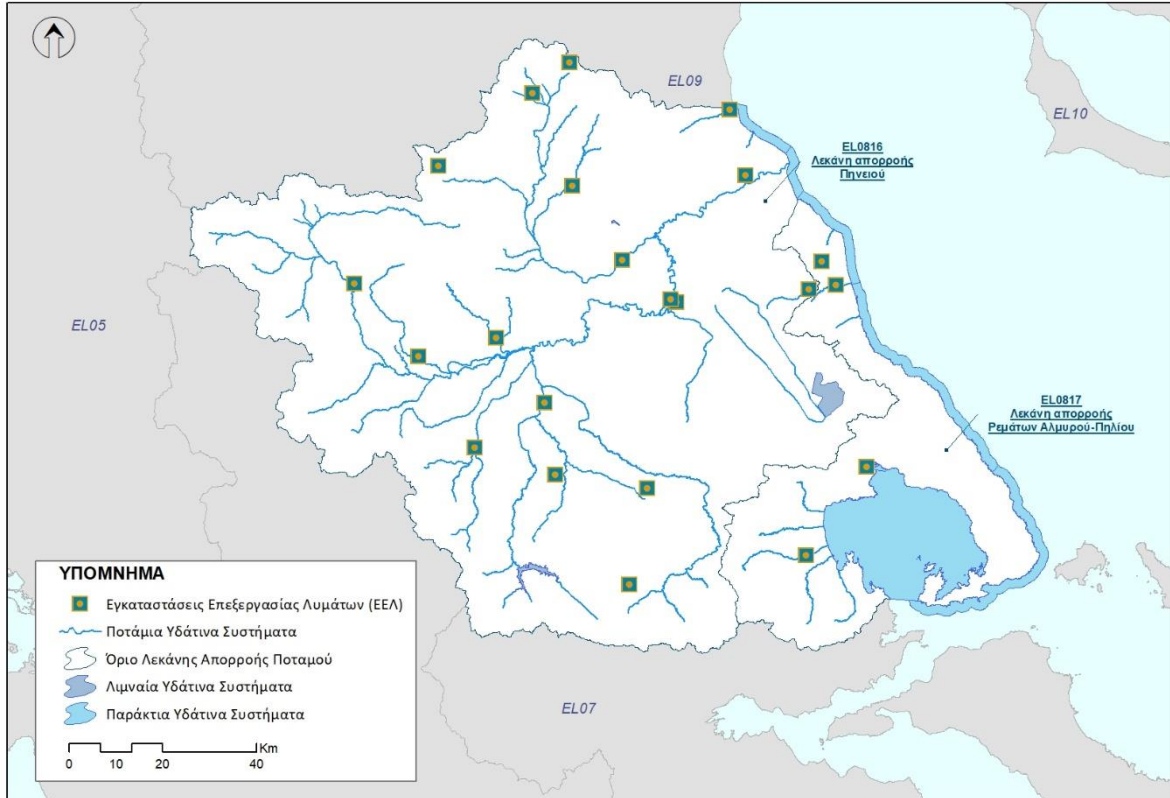 EL09
EL10
EL0816
Λεκάνη απορροής
Πηνειού
EL05
EL0817
Λεκάνη απορροής
Ρεμάτων Αλμυρού-Πηλίου
EL07
ΥΠΟΜΝΗΜΑ
Εγκαταστάσεις Επεξεργασίας Λυμάτων (ΕΕΛ)
Ποτάμια Υδάτινα Συστήματα
Όριο Λεκάνης Απορροής Ποταμού
Λιμναία Υδάτινα Συστήματα
Παράκτια Υδάτινα Συστήματα
Km
0 10 20 40